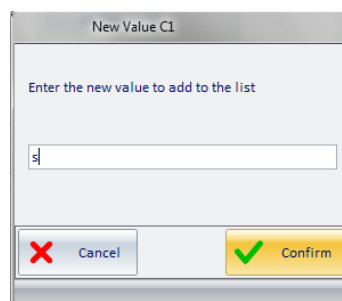 New Value C1
Enter the new value to add to the list
s
Cancel
Confirm